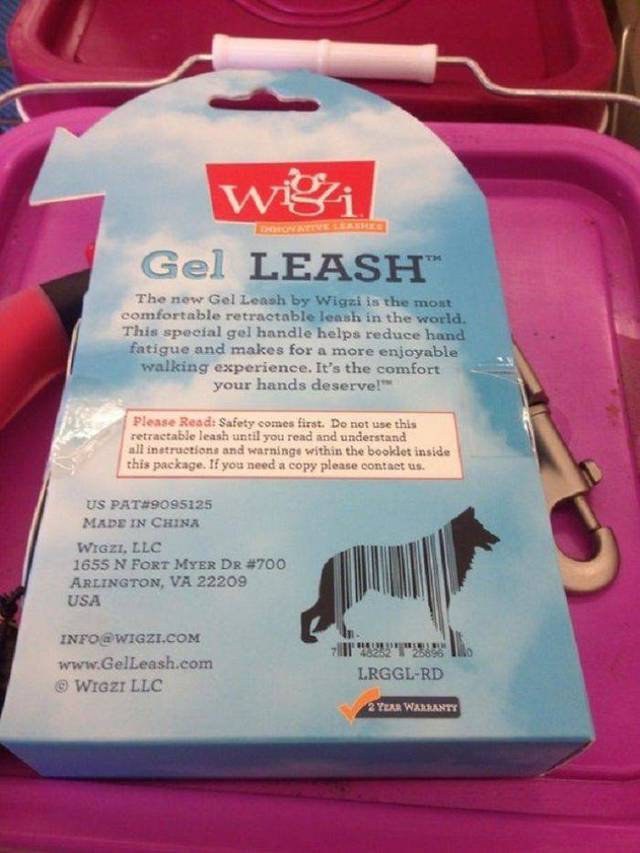 Wigzi
INNOVATIVE LEASHES
Gel LEASH™
The new Gel Leash by Wigzi is the most
comfortable retractable leash in the world.
This special gel handle helps reduce hand
fatigue and makes for a more enjoyable
walking experience. It's the comfort
your hands deserve!™
Please Read: Safety comes first. Do not use this
retractable leash until you read and understand
all instructions and warnings within the booklet inside
this package. If you need a copy please contact us.
US PAT#9095125
MADE IN CHINA
WIGZI, LLC
1655 N FORT MYER DR #700
ARLINGTON, VA 22209
USA
INFO@WIGZI.COM
www.GelLeash.com
© WIGZI LLC
7 48252 25896 0
LRGGL-RD
2 YEAR WARRANTY